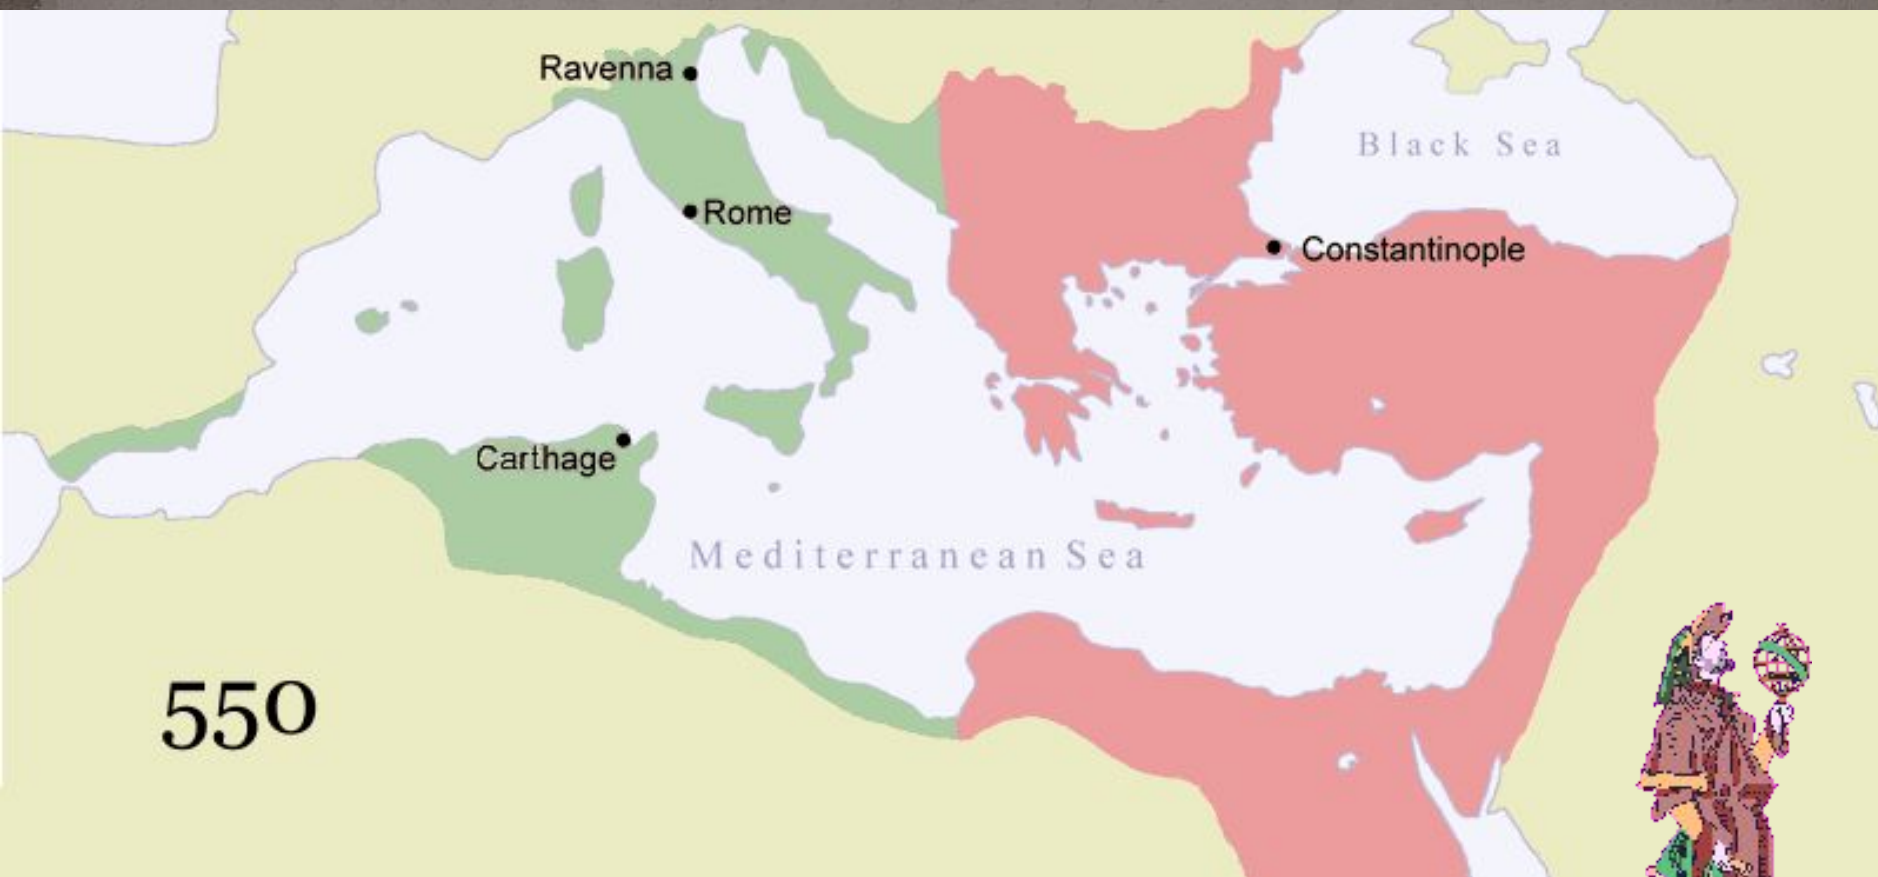 Ravenna
Black Sea
Rome
Constantinople
Carthage
Mediterranean Sea
550